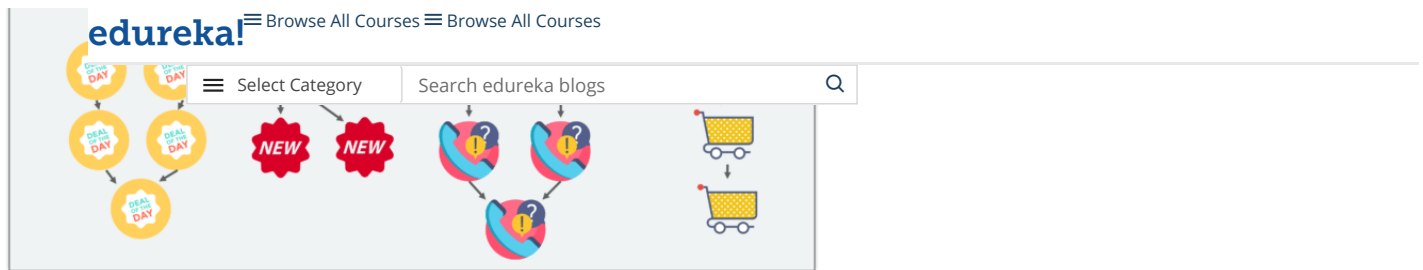 edureka!
Browse All Courses Browse All Courses
Select Category
Search edureka blogs
DEAL OF THE DAY
DAY
DEAL OF THE DAY
DEAL OF THE DAY
NEW
NEW
DEAL OF THE DAY